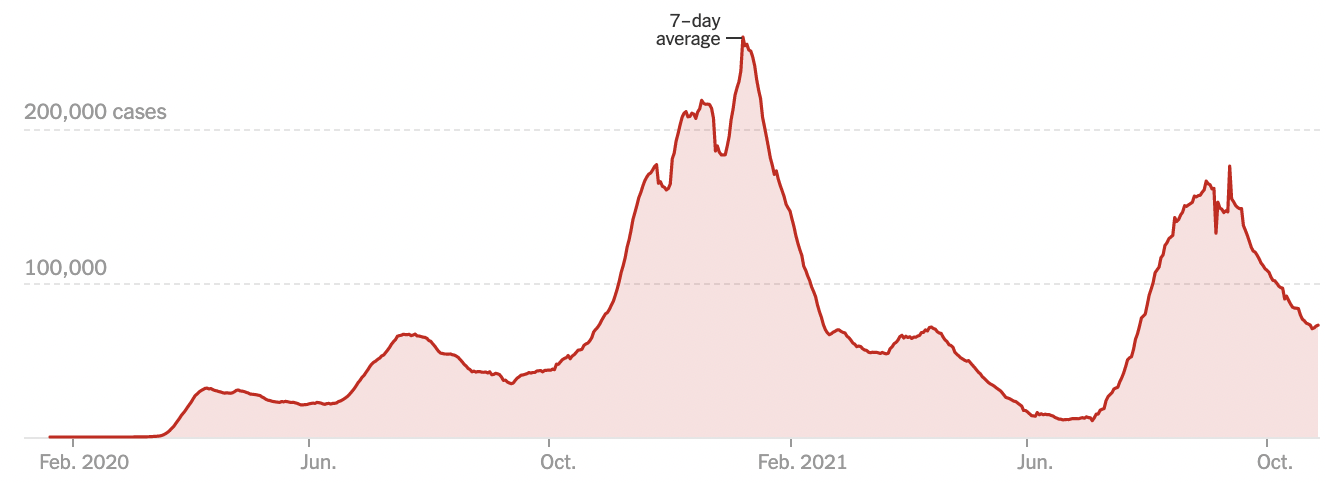 7-day
average
200,000 cases
100,000
Feb. 2020
Jun.
Oct.
Feb. 2021
Jun.
Oct.